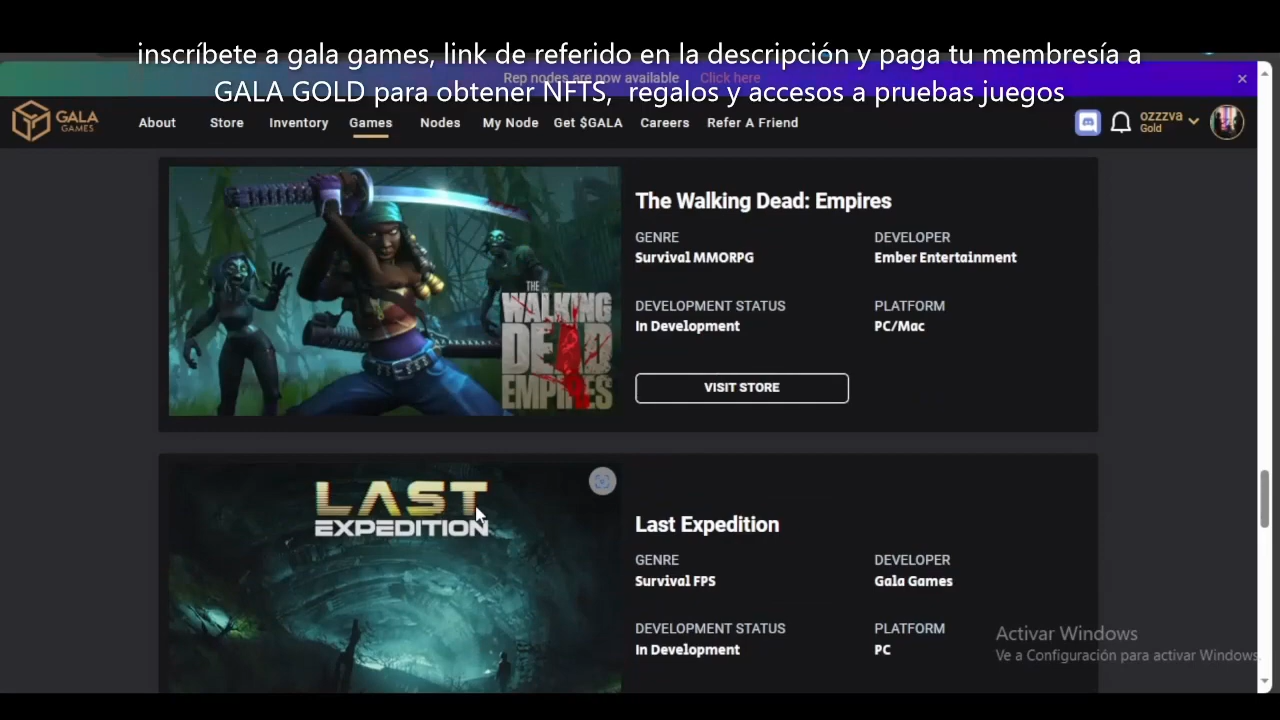 inscríbete a gala games, link de referido en la descripción y paga tu membresía a
GALA GOLD para obtener NFTS, regalos y accesos a pruebas juegos
Rep nodes are now available Click here
GALA
GAMES
About Store Inventory Games Nodes My Node Get $GALA Careers Refer A Friend
ozzzva
Gold
THE
WALKING
DEAD
EMPIRES
The Walking Dead: Empires
GENRE DEVELOPER
Survival MMORPG Ember Entertainment
DEVELOPMENT STATUS PLATFORM
In Development PC/Mac
VISIT STORE
LAST
EXPEDITION
Last Expedition
GENRE DEVELOPER
Survival FPS Gala Games
DEVELOPMENT STATUS PLATFORM
In Development PC
Activar Windows
Ve a Configuración para activar Windows.